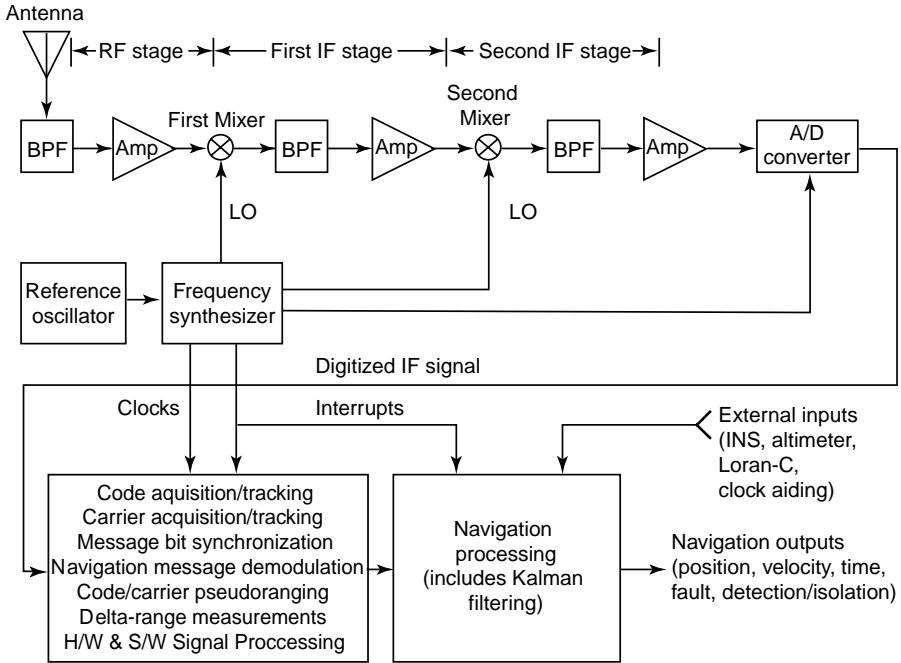 Antenna
RF stage
First IF stage
Second IF stage
BPF
Amp
First Mixer
BPF
Amp
Second
Mixer
BPF
Amp
A/D
converter
LO
LO
Reference
oscillator
Frequency
synthesizer
Digitized IF signal
Clocks
Interrupts
External inputs
(INS, altimeter,
Loran-C,
clock aiding)
Code aquisition/tracking
Carrier acquisition/tracking
Message bit synchronization
Navigation message demodulation
Code/carrier pseudoranging
Delta-range measurements
H/W & S/W Signal Proccessing
Navigation
processing
(includes Kalman
filtering)
Navigation outputs
(position, velocity, time,
fault, detection/isolation)